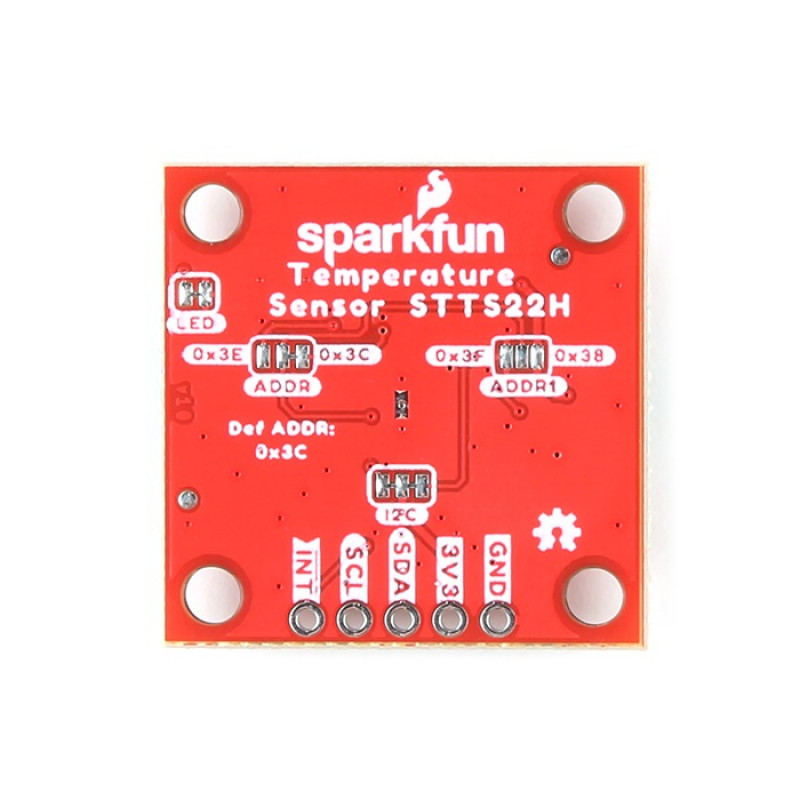 sparkfun
Temperature
Sensor STTS22H
LED
0x3E 0x3C
ADDR
0x3F 0x38
ADDR1
V10
Def ADDR:
0x3C
I²C
INT
SCL
SDA
3V3
GND